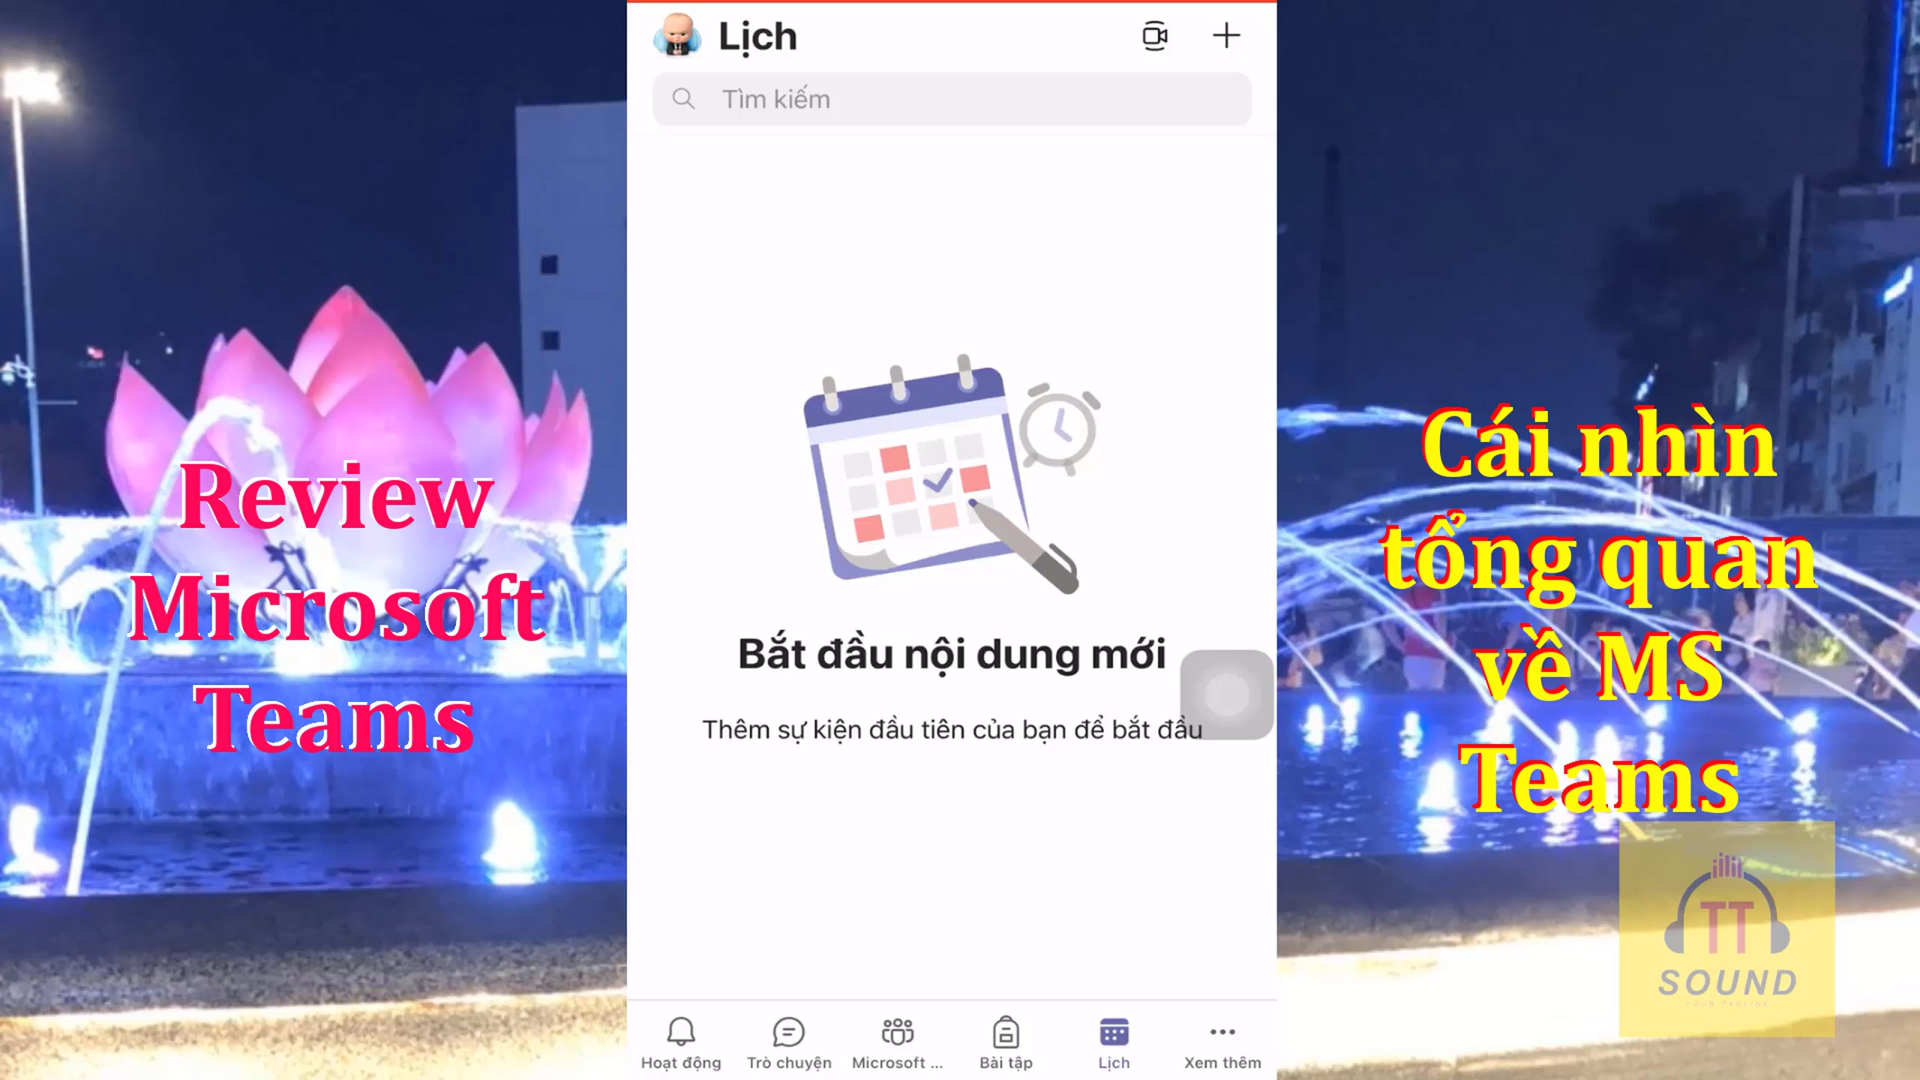 Review
Microsoft
Teams
Lịch
Tìm kiếm
Bắt đầu nội dung mới
Thêm sự kiện đầu tiên của bạn để bắt đầu
Hoạt động
Trò chuyện
Microsoft ...
Bài tập
Lịch
Xem thêm
Cái nhìn
tổng quan
về MS
Teams
TT
SOUND
YOUR TAGLINE